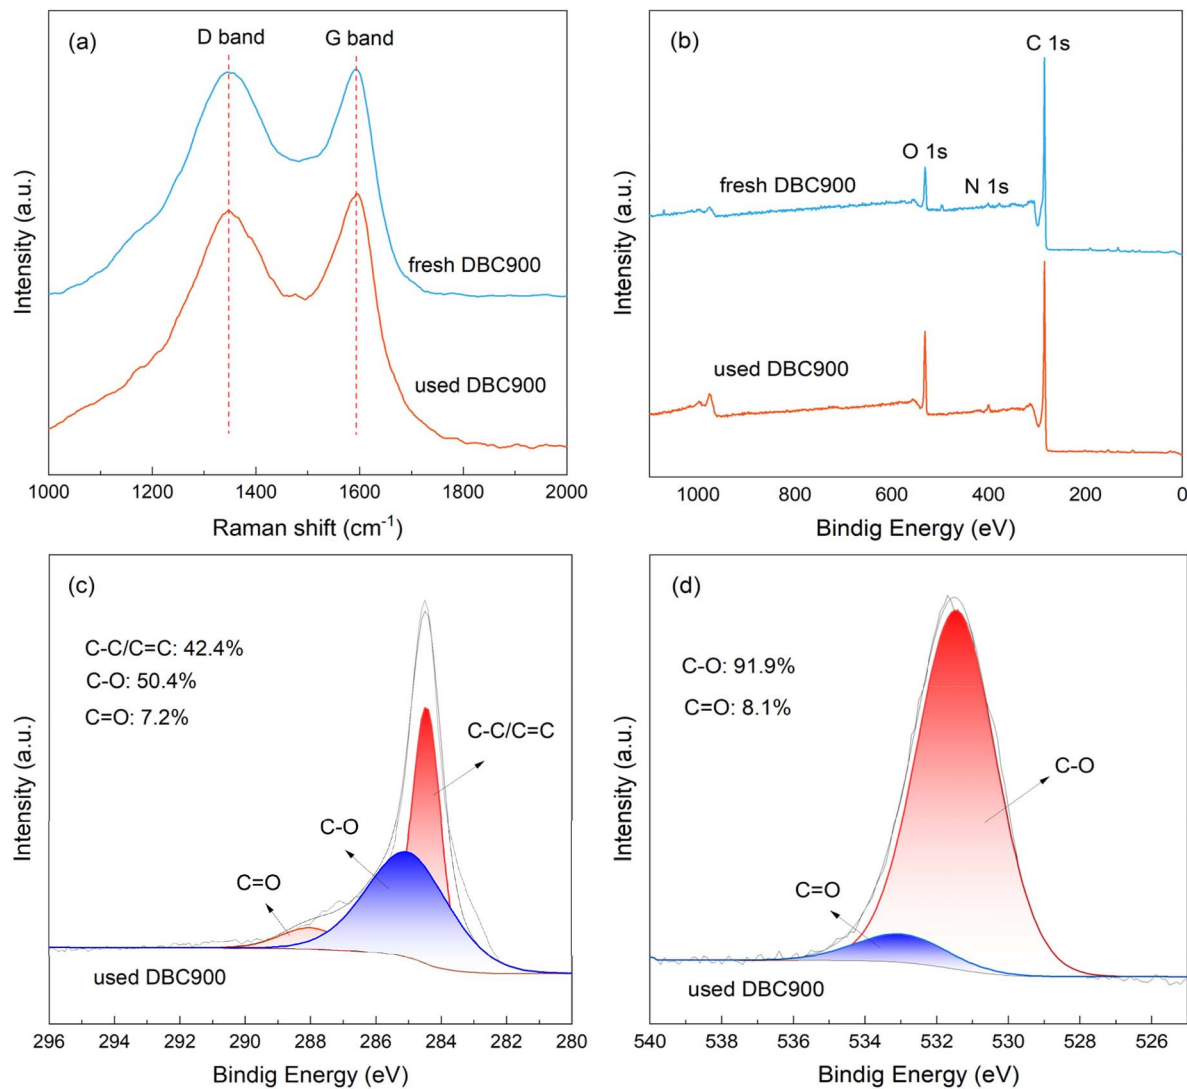 (a)
D band
G band
fresh DBC900
used DBC900
Intensity (a.u.)
1000 1200 1400 1600 1800 2000
Raman shift (cm⁻¹)
(b)
C 1s
O 1s
N 1s
fresh DBC900
used DBC900
Intensity (a.u.)
1000 800 600 400 200 0
Bindig Energy (eV)
(c)
C-C/C=C: 42.4%
C-O: 50.4%
C=O: 7.2%
C-C/C=C
C-O
C=O
used DBC900
Intensity (a.u.)
296 294 292 290 288 286 284 282 280
Bindig Energy (eV)
(d)
C-O: 91.9%
C=O: 8.1%
C-O
C=O
used DBC900
Intensity (a.u.)
540 538 536 534 532 530 528 526
Bindig Energy (eV)